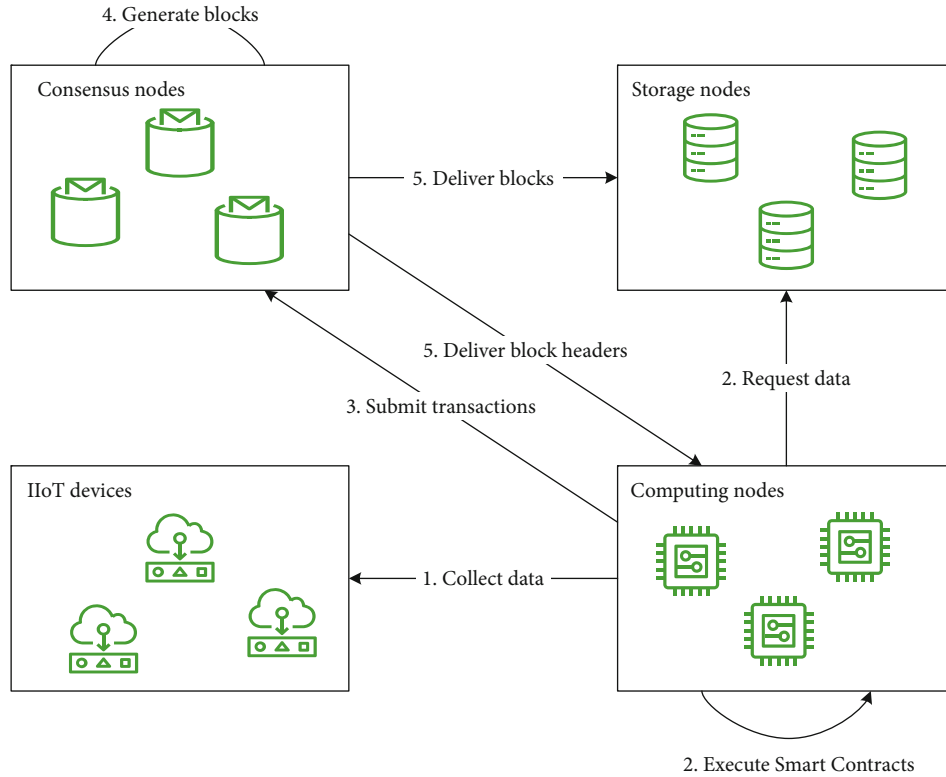 4. Generate blocks
Consensus nodes
Storage nodes
5. Deliver blocks
5. Deliver block headers
2. Request data
3. Submit transactions
IIoT devices
Computing nodes
1. Collect data
2. Execute Smart Contracts